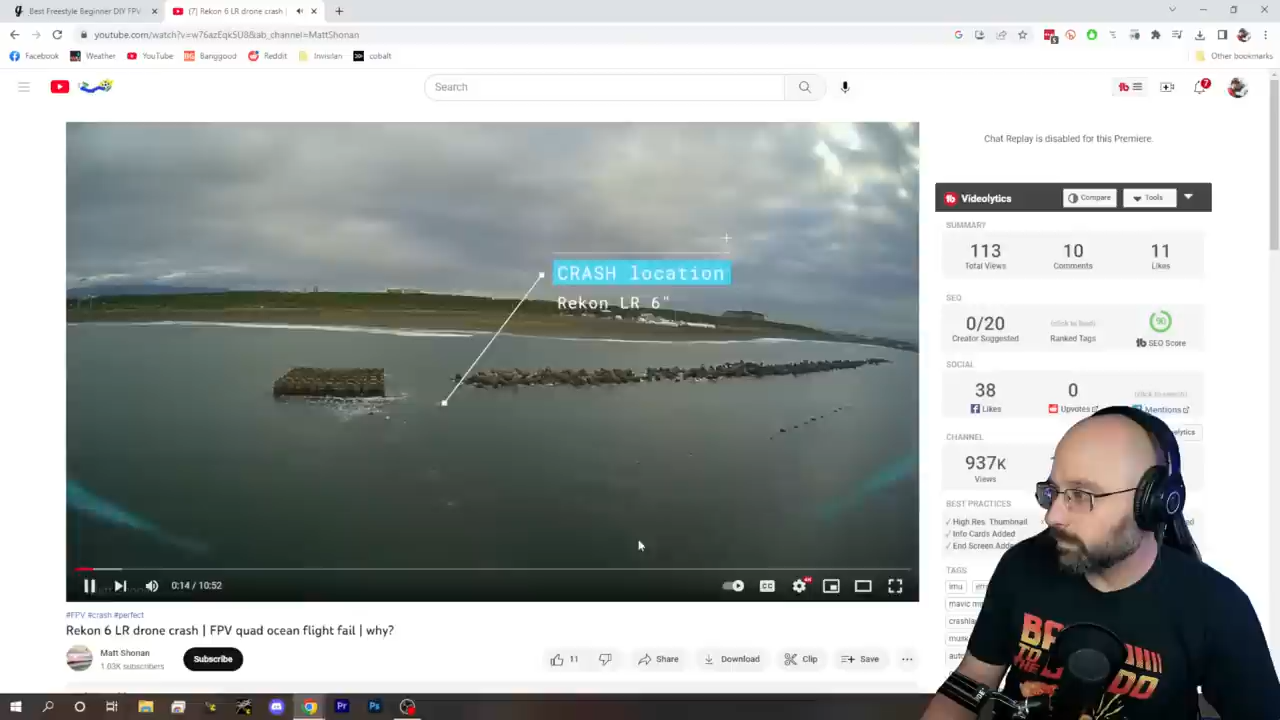 Best Freestyle Beginner DIY FPV
(7) Rekon 6 LR drone crash |
youtube.com/watch?v=w76azEqk5U8&ab_channel=MattShonan
Facebook
Weather
YouTube
Banggood
Reddit
Invistan
cobalt
Other bookmarks
Search
7
Chat Replay is disabled for this Premiere.
Videolytics
Compare
Tools
SUMMARY
113
10
11
Total Views
Comments
Likes
SEO
0/20
Creator Suggested
Ranked Tags
90
SEO Score
SOCIAL
38
0
Likes
Upvotes
Mentions
CHANNEL
937K
Views
BEST PRACTICES
✓ High Res Thumbnail
✓ Info Cards Added
✓ End Screen Added
TAGS
imu
mavic m
CRASH location
Rekon LR 6"
0:14 / 10:52
#FPV #crash #perfect
Rekon 6 LR drone crash | FPV quad ocean flight fail | why?
Matt Shonan
1.03K subscribers
Subscribe
11
Share
Download
Clip
Save